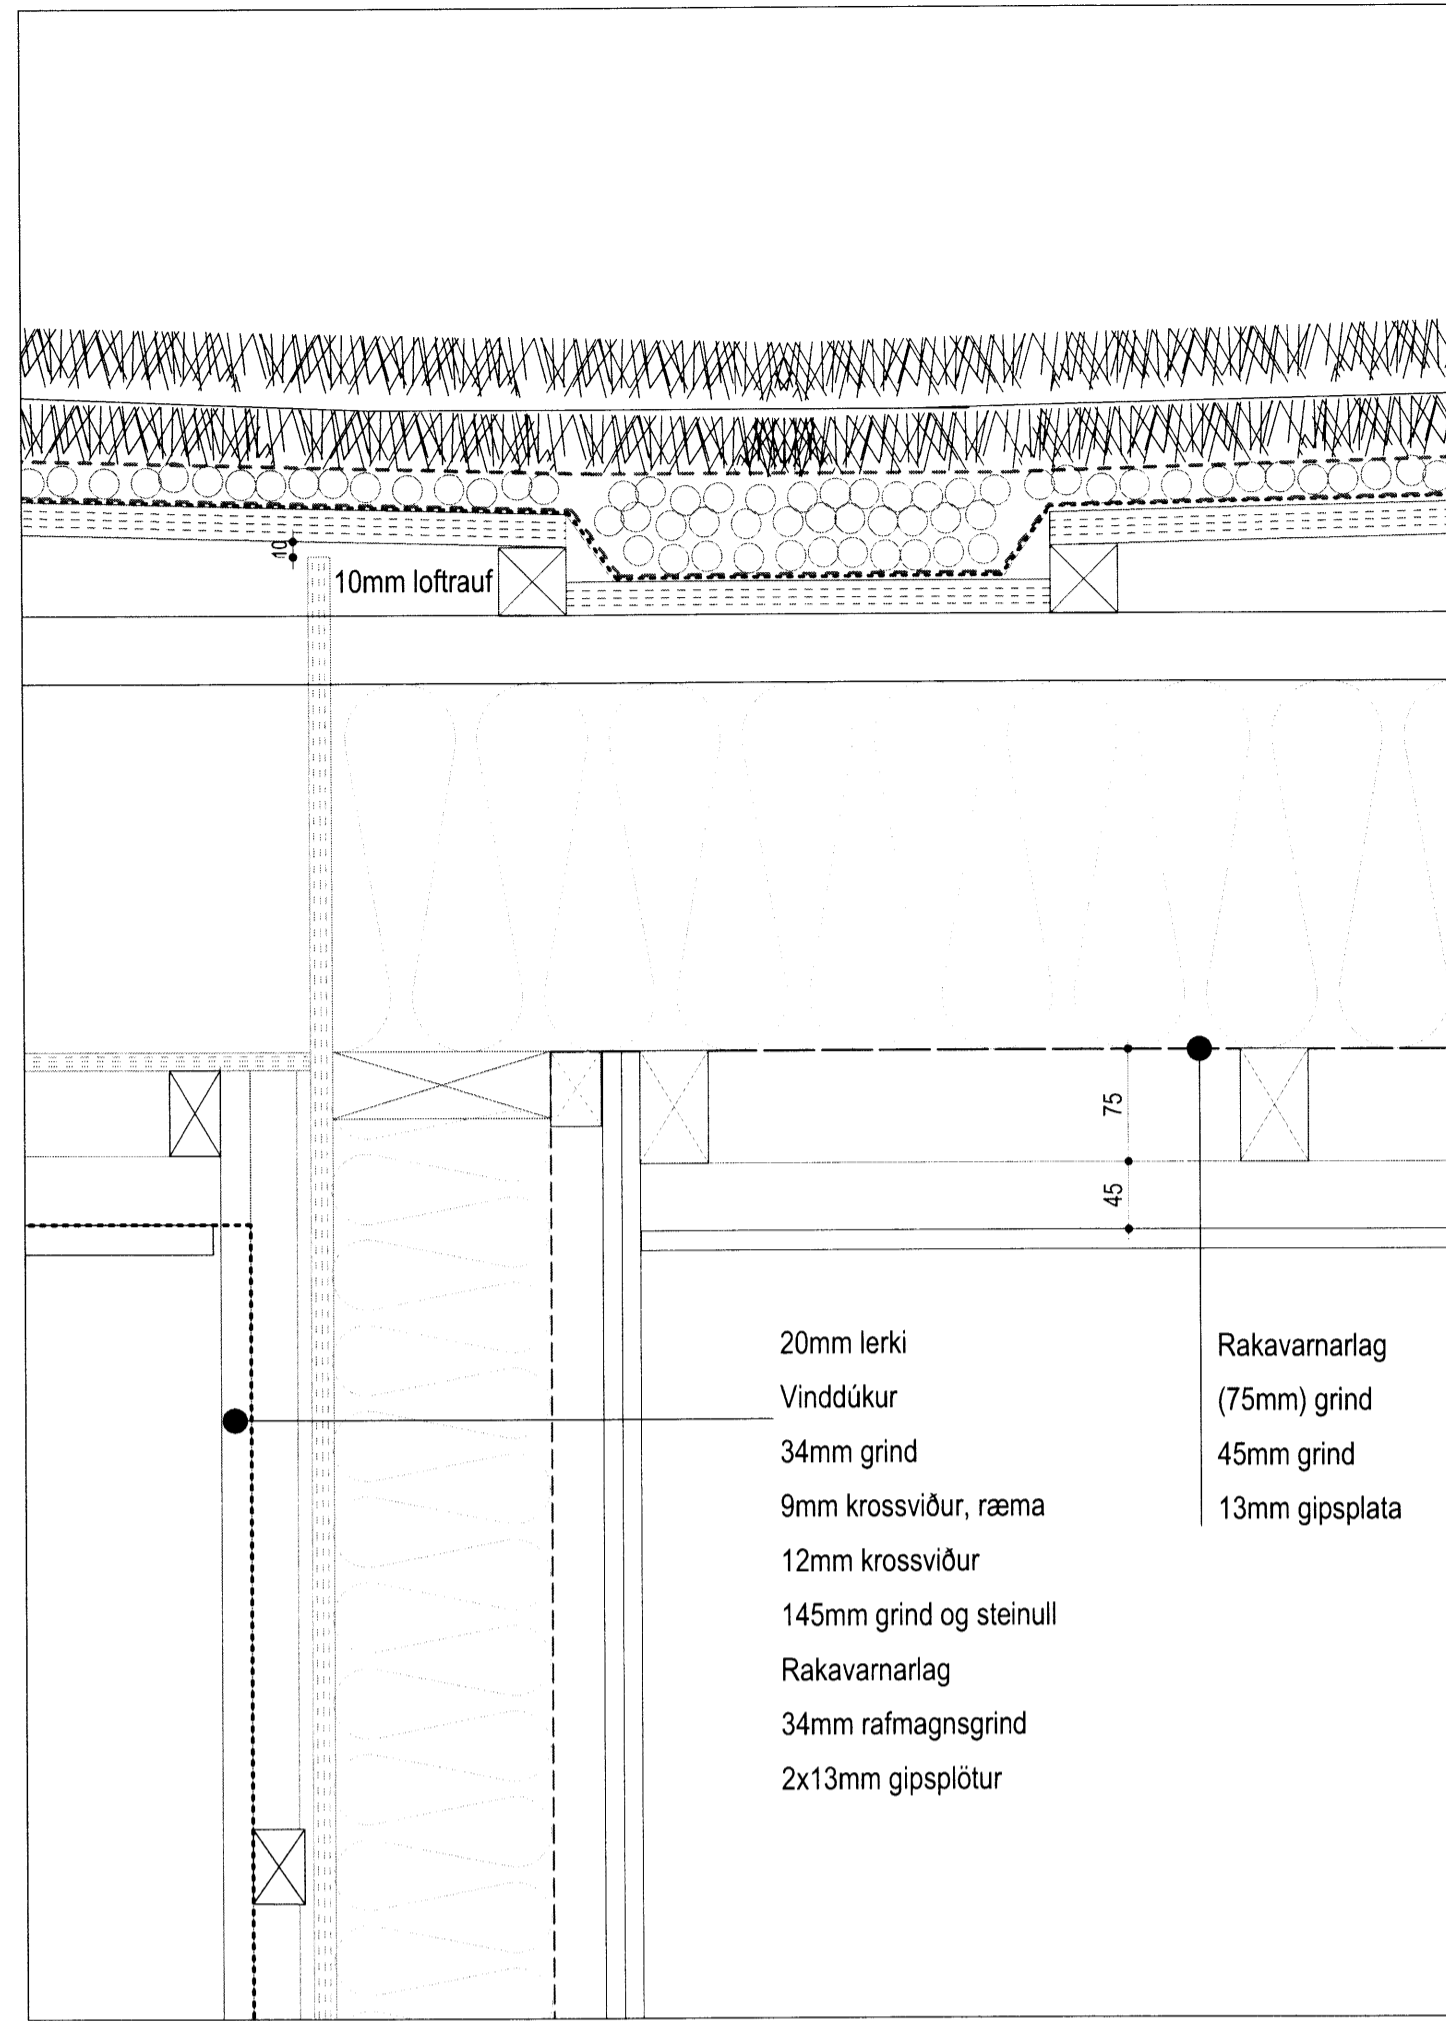 10
10mm loftrauf
75
45
20mm lerki
Vinddúkur
34mm grind
9mm krossviður, ræma
12mm krossviður
145mm grind og steinull
Rakavarnarlag
34mm rafmagnsgrind
2x13mm gipsplötur
Rakavarnarlag
(75mm) grind
45mm grind
13mm gipsplata